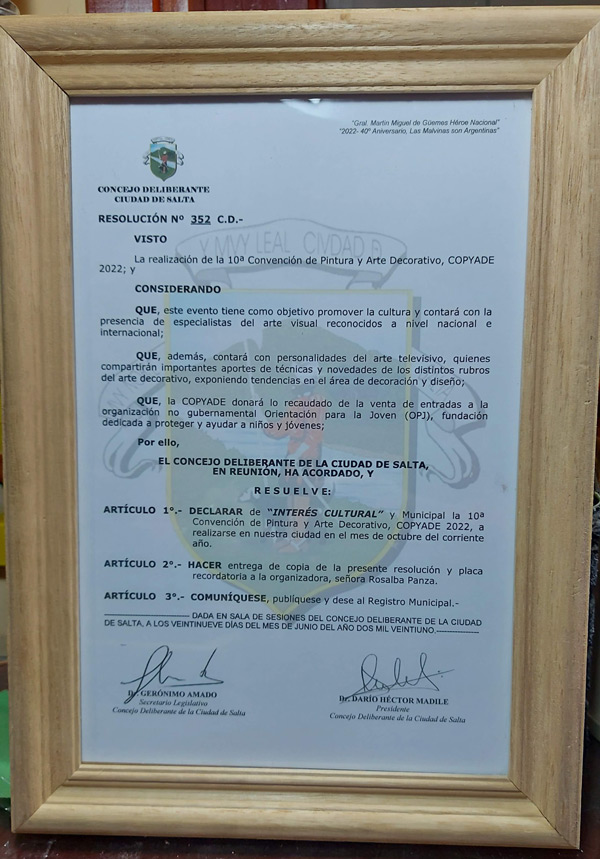 "Gral. Martín Miguel de Güemes Héroe Nacional"
"2022- 40º Aniversario, Las Malvinas son Argentinas"
CONCEJO DELIBERANTE
CIUDAD DE SALTA
RESOLUCIÓN Nº 352 C.D.-
VISTO
La realización de la 10ª Convención de Pintura y Arte Decorativo, COPYADE
2022; y
CONSIDERANDO
QUE, este evento tiene como objetivo promover la cultura y contará con la
presencia de especialistas del arte visual reconocidos a nivel nacional e
internacional;
QUE, además, contará con personalidades del arte televisivo, quienes
compartirán importantes aportes de técnicas y novedades de los distintos rubros
del arte decorativo, exponiendo tendencias en el área de decoración y diseño;
QUE, la COPYADE donará lo recaudado de la venta de entradas a la
organización no gubernamental Orientación para la Joven (OPJ), fundación
dedicada a proteger y ayudar a niños y jóvenes;
Por ello,
EL CONCEJO DELIBERANTE DE LA CIUDAD DE SALTA,
EN REUNIÓN, HA ACORDADO, Y
R E S U E L V E:
ARTÍCULO 1º.- DECLARAR de "INTERÉS CULTURAL" y Municipal la 10ª
Convención de Pintura y Arte Decorativo, COPYADE 2022, a
realizarse en nuestra ciudad en el mes de octubre del corriente
año.
ARTÍCULO 2º.- HACER entrega de copia de la presente resolución y placa
recordatoria a la organizadora, señora Rosalba Panza.
ARTÍCULO 3º.- COMUNÍQUESE, publíquese y dese al Registro Municipal.-
DADA EN SALA DE SESIONES DEL CONCEJO DELIBERANTE DE LA CIUDAD
DE SALTA, A LOS VEINTINUEVE DÍAS DEL MES DE JUNIO DEL AÑO DOS MIL VEINTIUNO.
Dr. GERÓNIMO AMADO
Secretario Legislativo
Concejo Deliberante de la Ciudad de Salta
Dr. DARÍO HÉCTOR MADILE
Presidente
Concejo Deliberante de la Ciudad de Salta
Y MVY LEAL CIVDAD D